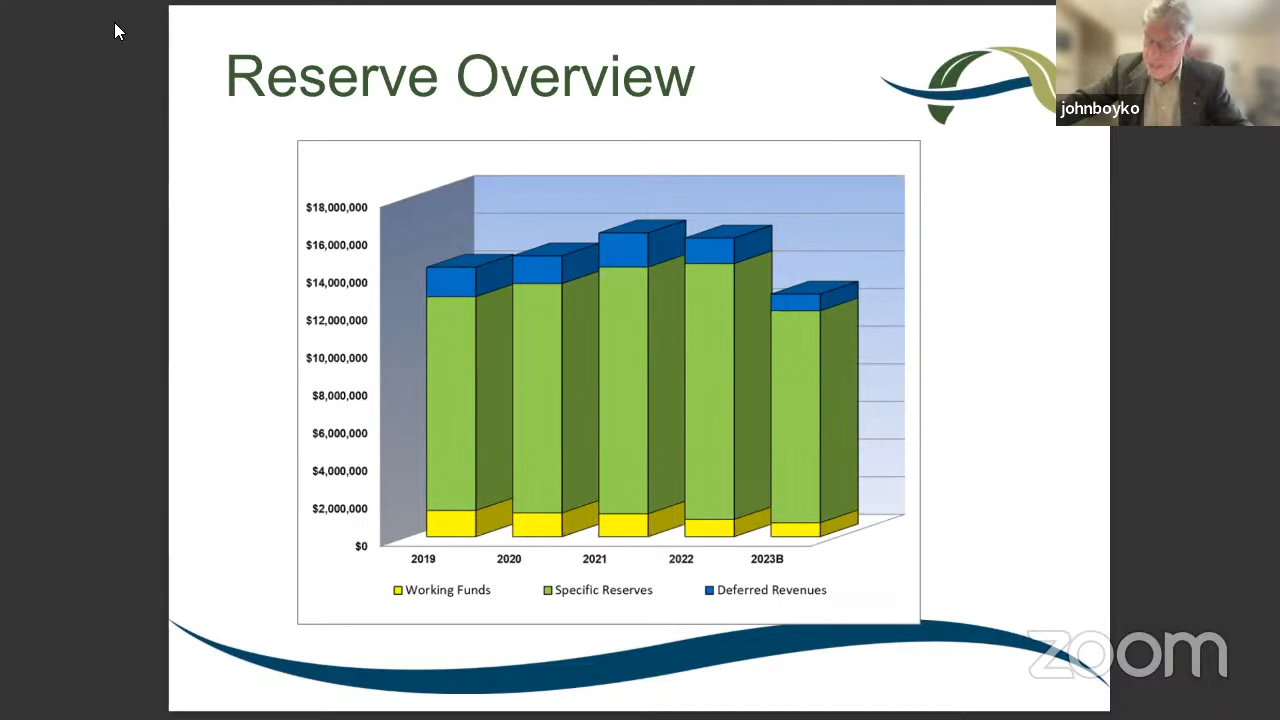 Reserve Overview
johnboyko
$18,000,000
$16,000,000
$14,000,000
$12,000,000
$10,000,000
$8,000,000
$6,000,000
$4,000,000
$2,000,000
$0
2019 2020 2021 2022 2023B
Working Funds Specific Reserves Deferred Revenues
zoom